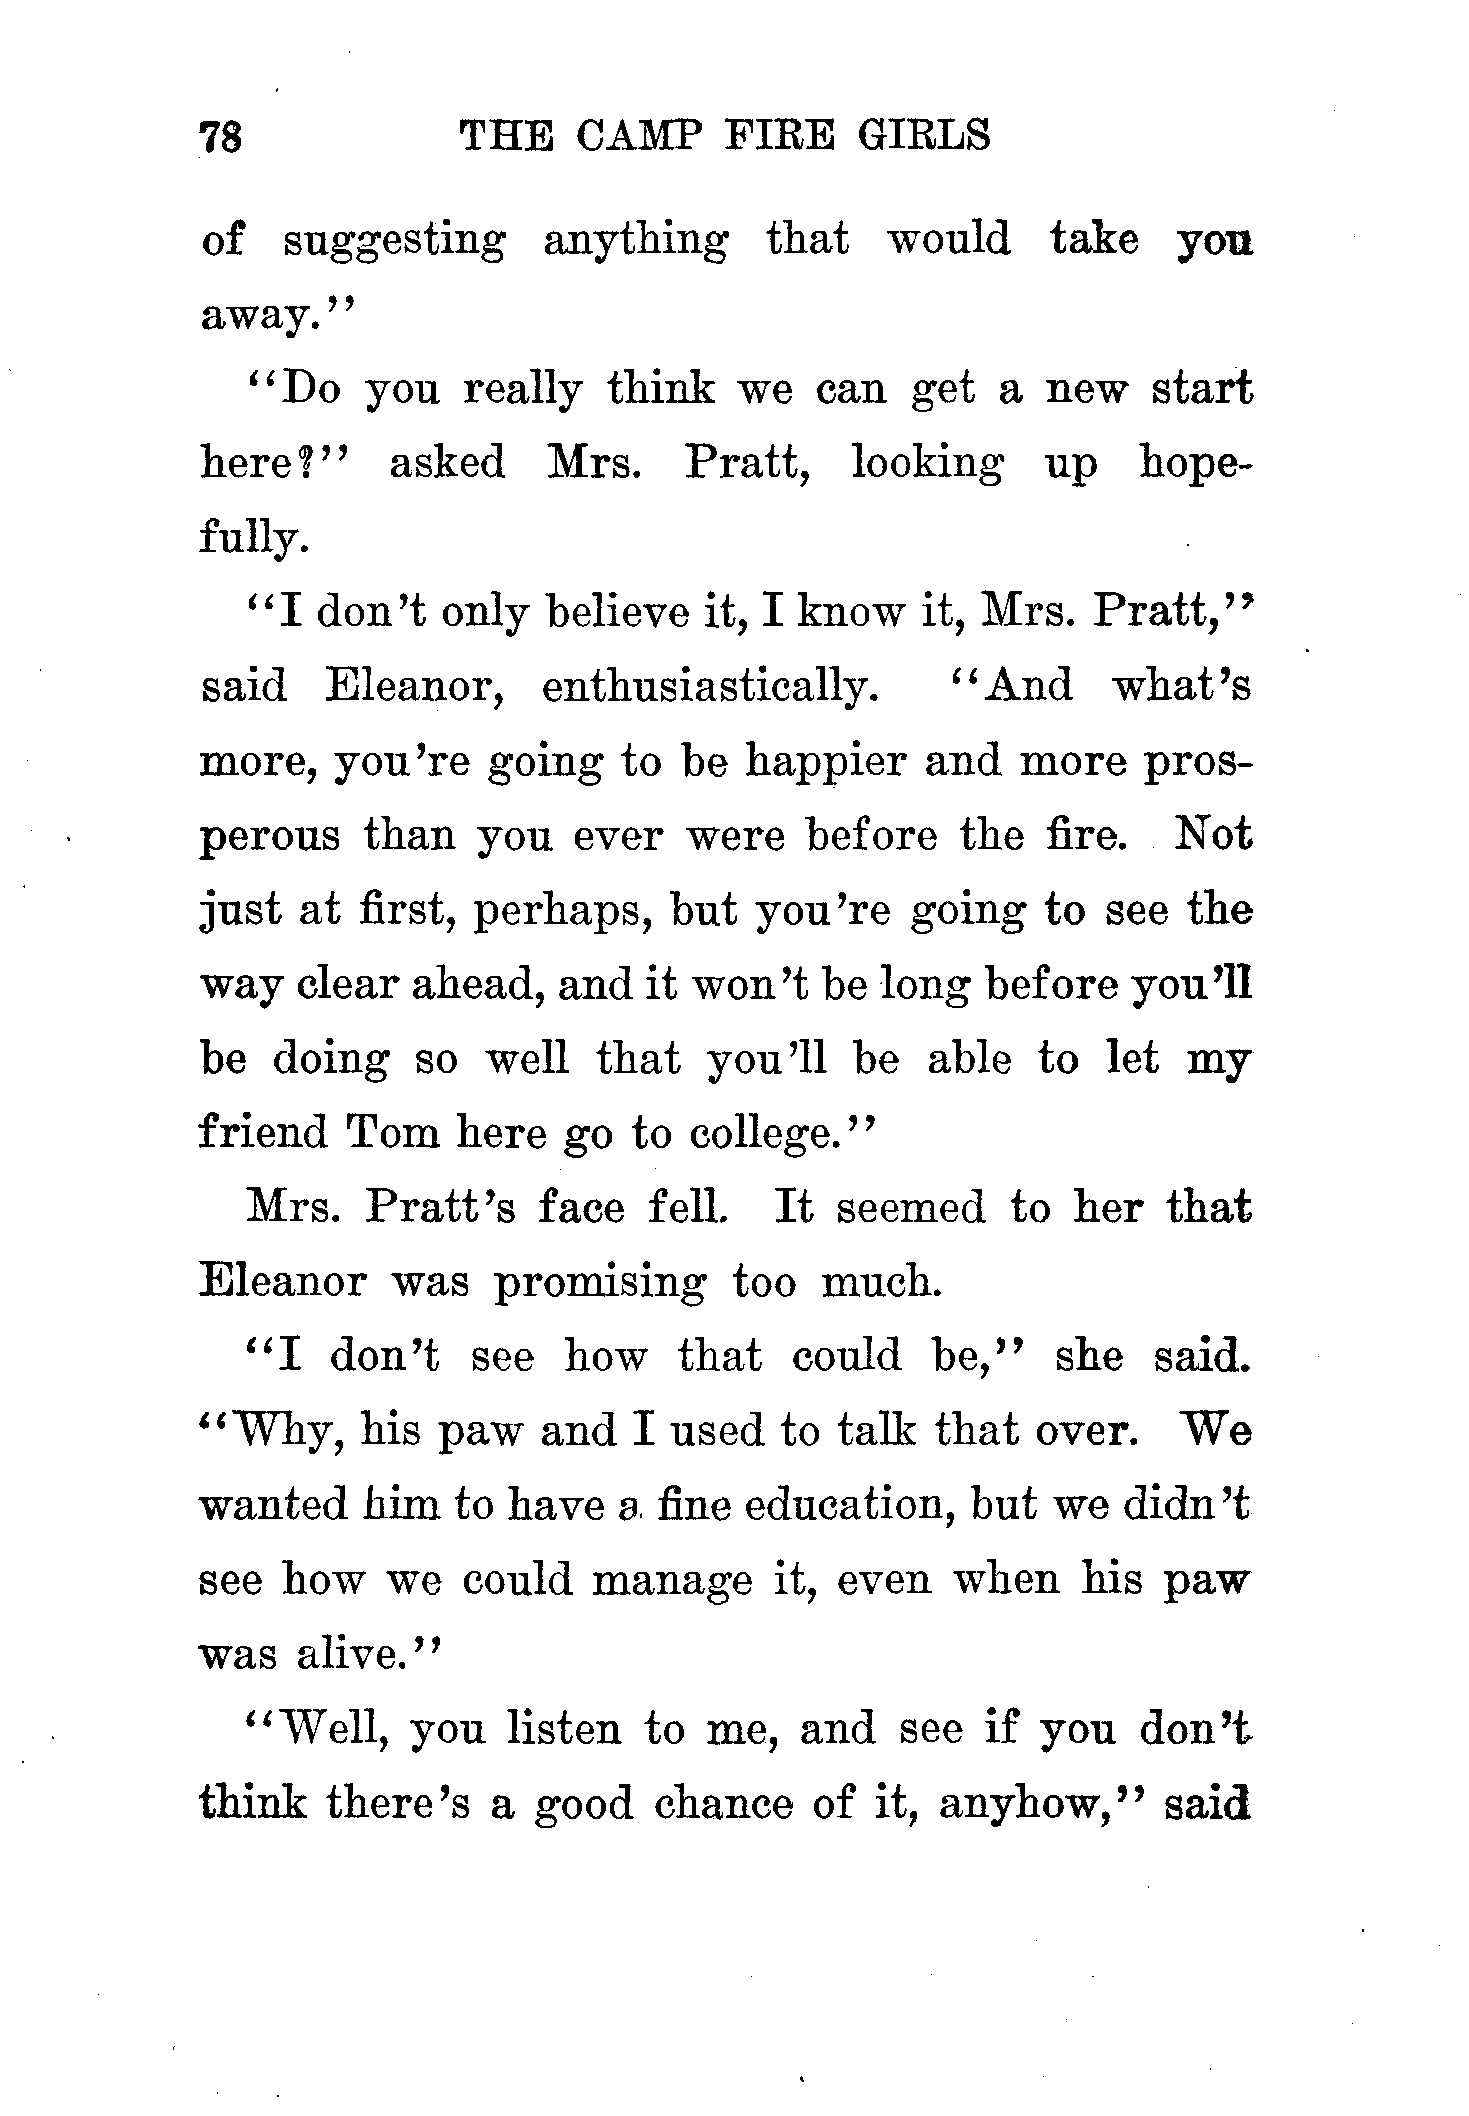 78 THE CAMP FIRE GIRLS
of suggesting anything that would take you
away."
"Do you really think we can get a new start
here?" asked Mrs. Pratt, looking up hope-
fully.
"I don't only believe it, I know it, Mrs. Pratt,"
said Eleanor, enthusiastically. "And what's
more, you're going to be happier and more pros-
perous than you ever were before the fire. Not
just at first, perhaps, but you're going to see the
way clear ahead, and it won't be long before you'll
be doing so well that you'll be able to let my
friend Tom here go to college."
Mrs. Pratt's face fell. It seemed to her that
Eleanor was promising too much.
"I don't see how that could be," she said.
"Why, his paw and I used to talk that over. We
wanted him to have a fine education, but we didn't
see how we could manage it, even when his paw
was alive."
"Well, you listen to me, and see if you don't
think there's a good chance of it, anyhow," said